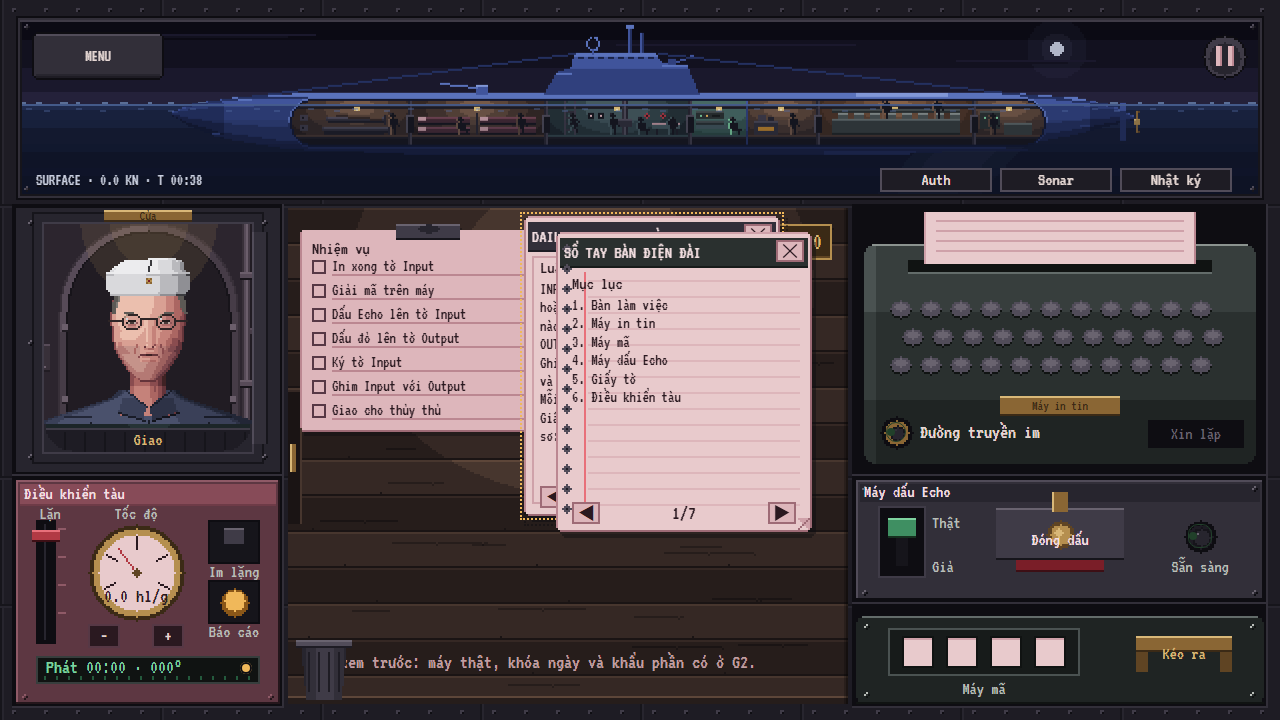 MENU
SURFACE · 0.0 KN · T 00:38
Auth
Sonar
Nhật ký
Cửa
Giao
Nhiệm vụ
In xong tờ Input
Giải mã trên máy
Dấu Echo lên tờ Input
Dấu đỏ lên tờ Output
Ký tờ Input
Ghim Input với Output
Giao cho thủy thủ
SỔ TAY BÀN ĐIỆN ĐÀI
Mục lục
1. Bàn làm việc
2. Máy in tin
3. Máy mã
4. Máy dấu Echo
5. Giấy tờ
6. Điều khiển tàu
1/7
Máy in tin
Đường truyền im
Xin lặp
Điều khiển tàu
Lặn
Tốc độ
0.0 hl/g
Im lặng
Báo cáo
-
+
Phát 00:00 · 000°
Máy dấu Echo
Thật
Giả
Đóng dấu
Sẵn sàng
Máy mã
Kéo ra
xem trước: máy thật, khóa ngày và khẩu phần có ở G2.